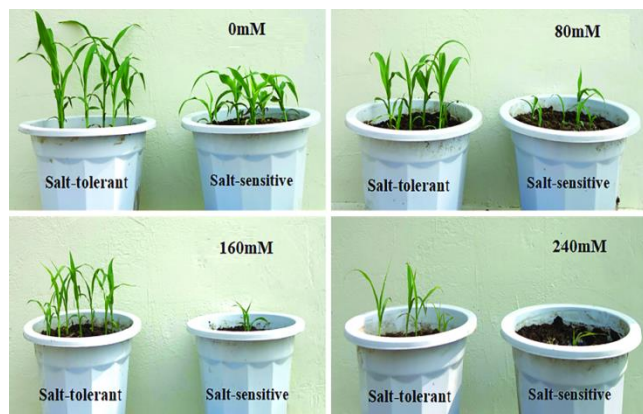 0mM
Salt-tolerant
Salt-sensitive
80mM
Salt-tolerant
Salt-sensitive
160mM
Salt-tolerant
Salt-sensitive
240mM
Salt-tolerant
Salt-sensitive